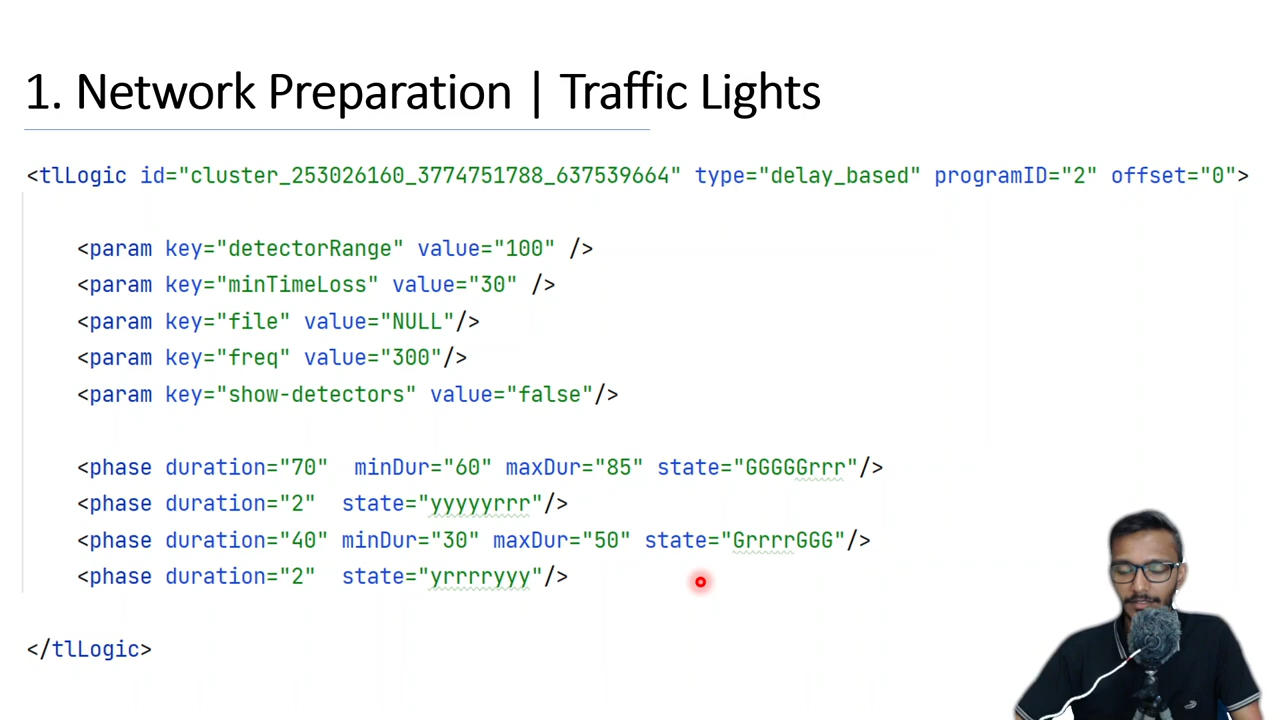 1. Network Preparation | Traffic Lights
<tlLogic id="cluster_253026160_3774751788_637539664" type="delay_based" programID="2" offset="0">
<param key="detectorRange" value="100" />
<param key="minTimeLoss" value="30" />
<param key="file" value="NULL"/>
<param key="freq" value="300"/>
<param key="show-detectors" value="false"/>
<phase duration="70"  minDur="60" maxDur="85" state="GGGGGrrr"/>
<phase duration="2"  state="yyyyyrrr"/>
<phase duration="40" minDur="30" maxDur="50" state="GrrrrGGG"/>
<phase duration="2"  state="yrrrryyy"/>
</tlLogic>